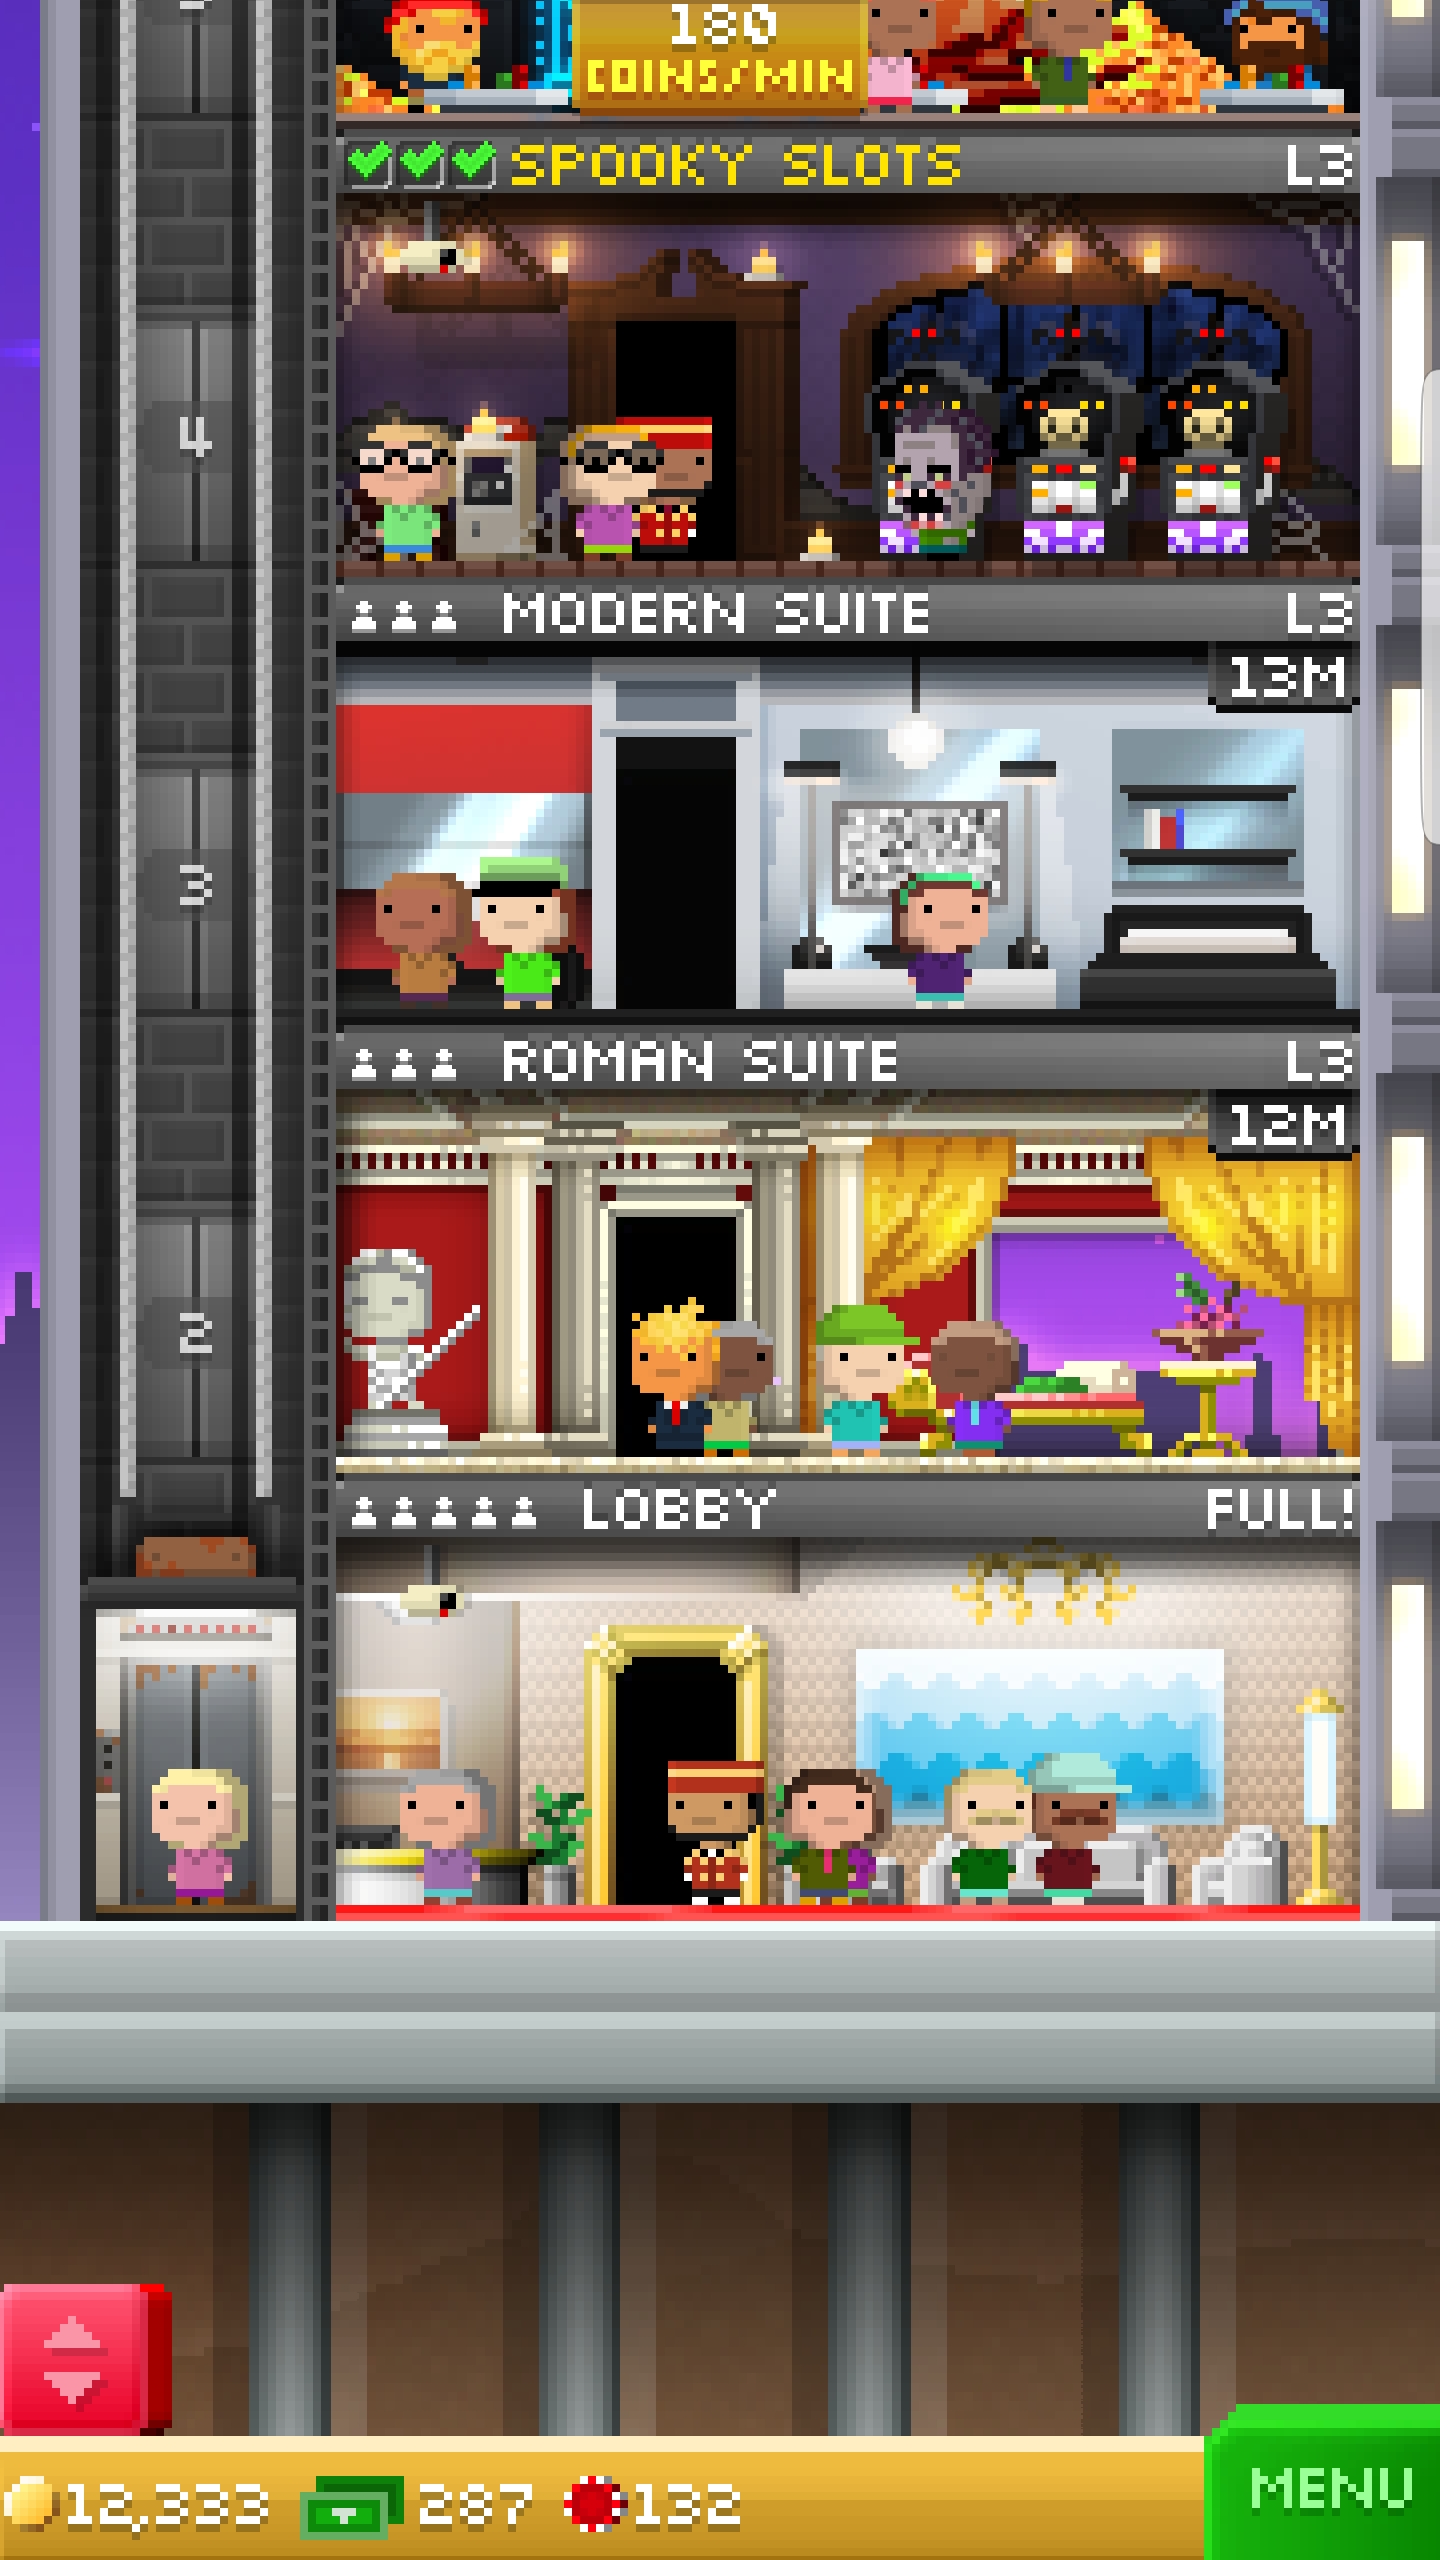 180
COINS/MIN
SPOOKY SLOTS L3
4
MODERN SUITE L3
13M
3
ROMAN SUITE L3
12M
2
LOBBY FULL!
12,333 287 132
MENU